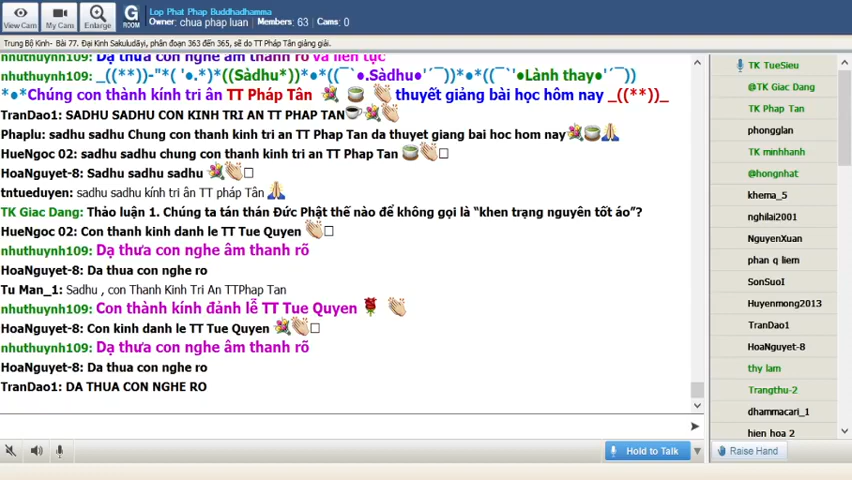 Lop Phat Phap Buddhadhamma
Owner: chua phap luan Members: 63 Cams: 0
View Cam
My Cams
Enlarge
G ROOM
Trung Bộ Kinh- Bài 77. Đại Kinh Sakuludāyi, phân đoạn 363 đến 365, sẽ do TT Pháp Tân giảng giải.
nhuthuynh109: Dạ thưa con nghe âm thanh rõ và liên tục
nhuthuynh109: _((**))-"*( '●.*)*((Sàdhu*))*●*((¯`●.Sàdhu●'´¯))*●*((¯`'●Lành thay●'´¯))
*●*Chúng con thành kính tri ân TT Pháp Tân thuyết giảng bài học hôm nay _((**))_
TranDao1: SADHU SADHU CON KINH TRI AN TT PHAP TAN
Phaplu: sadhu sadhu Chung con thanh kinh tri an TT Phap Tan da thuyet giang bai hoc hom nay
HueNgoc 02: sadhu sadhu chung con thanh kinh tri an TT Phap Tan
HoaNguyet-8: Sadhu sadhu sadhu
tntueduyen: sadhu sadhu kính tri ân TT pháp Tân
TK Giac Dang: Thảo luận 1. Chúng ta tán thán Đức Phật thế nào để không gọi là “khen trạng nguyên tốt áo”?
HueNgoc 02: Con thanh kinh danh le TT Tue Quyen
nhuthuynh109: Dạ thưa con nghe âm thanh rõ
HoaNguyet-8: Da thua con nghe ro
Tu Man_1: Sadhu , con Thanh Kinh Tri An TTPhap Tan
nhuthuynh109: Con thành kính đảnh lễ TT Tue Quyen
HoaNguyet-8: Con kinh danh le TT Tue Quyen
nhuthuynh109: Dạ thưa con nghe âm thanh rõ
HoaNguyet-8: Da thua con nghe ro
TranDao1: DA THUA CON NGHE RO
Hold to Talk
TK TueSieu
@TK Giac Dang
TK Phap Tan
phongglan
TK minhhanh
@hongnhat
khema_5
nghilai2001
NguyenXuan
phan q liem
SonSuoI
Huyenmong2013
TranDao1
HoaNguyet-8
thy lam
Trangthu-2
dhammacari_1
hien hoa 2
Raise Hand